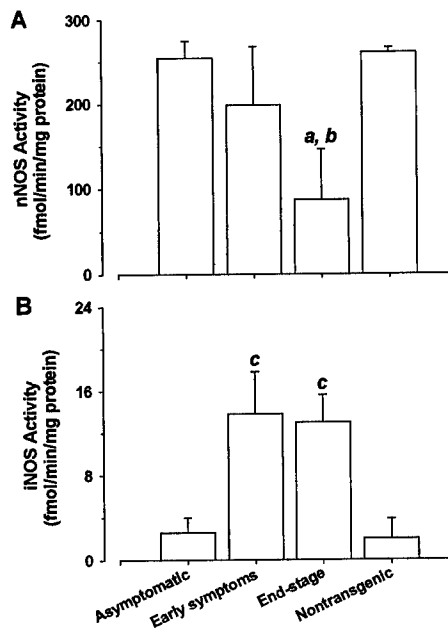 A
nNOS Activity
(fmol/min/mg protein)
300
200
100
0
a, b
B
iNOS Activity
(fmol/min/mg protein)
24
16
8
0
c
c
Asymptomatic
Early symptoms
End-stage
Nontransgenic